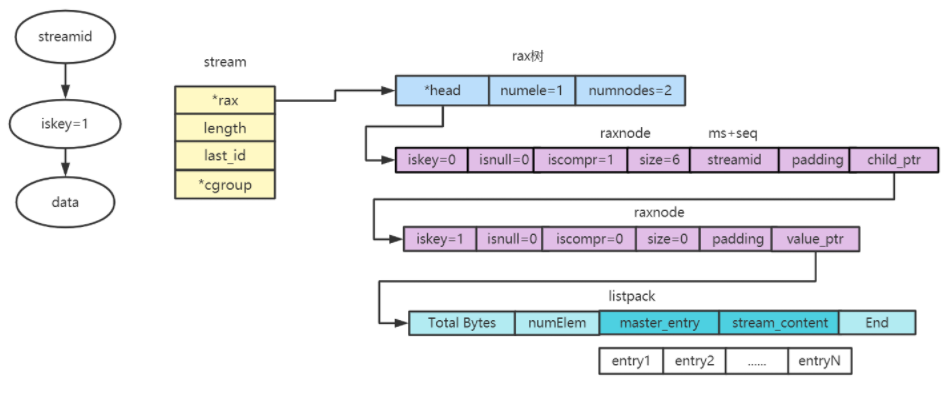 streamid
iskey=1
data
stream
*rax
length
last_id
*cgroup
rax树
*head numele=1 numnodes=2
raxnode ms+seq
iskey=0 isnull=0 iscompr=1 size=6 streamid padding child_ptr
raxnode
iskey=1 isnull=0 iscompr=0 size=0 padding value_ptr
listpack
Total Bytes numElem master_entry stream_content End
entry1 entry2 ...... entryN